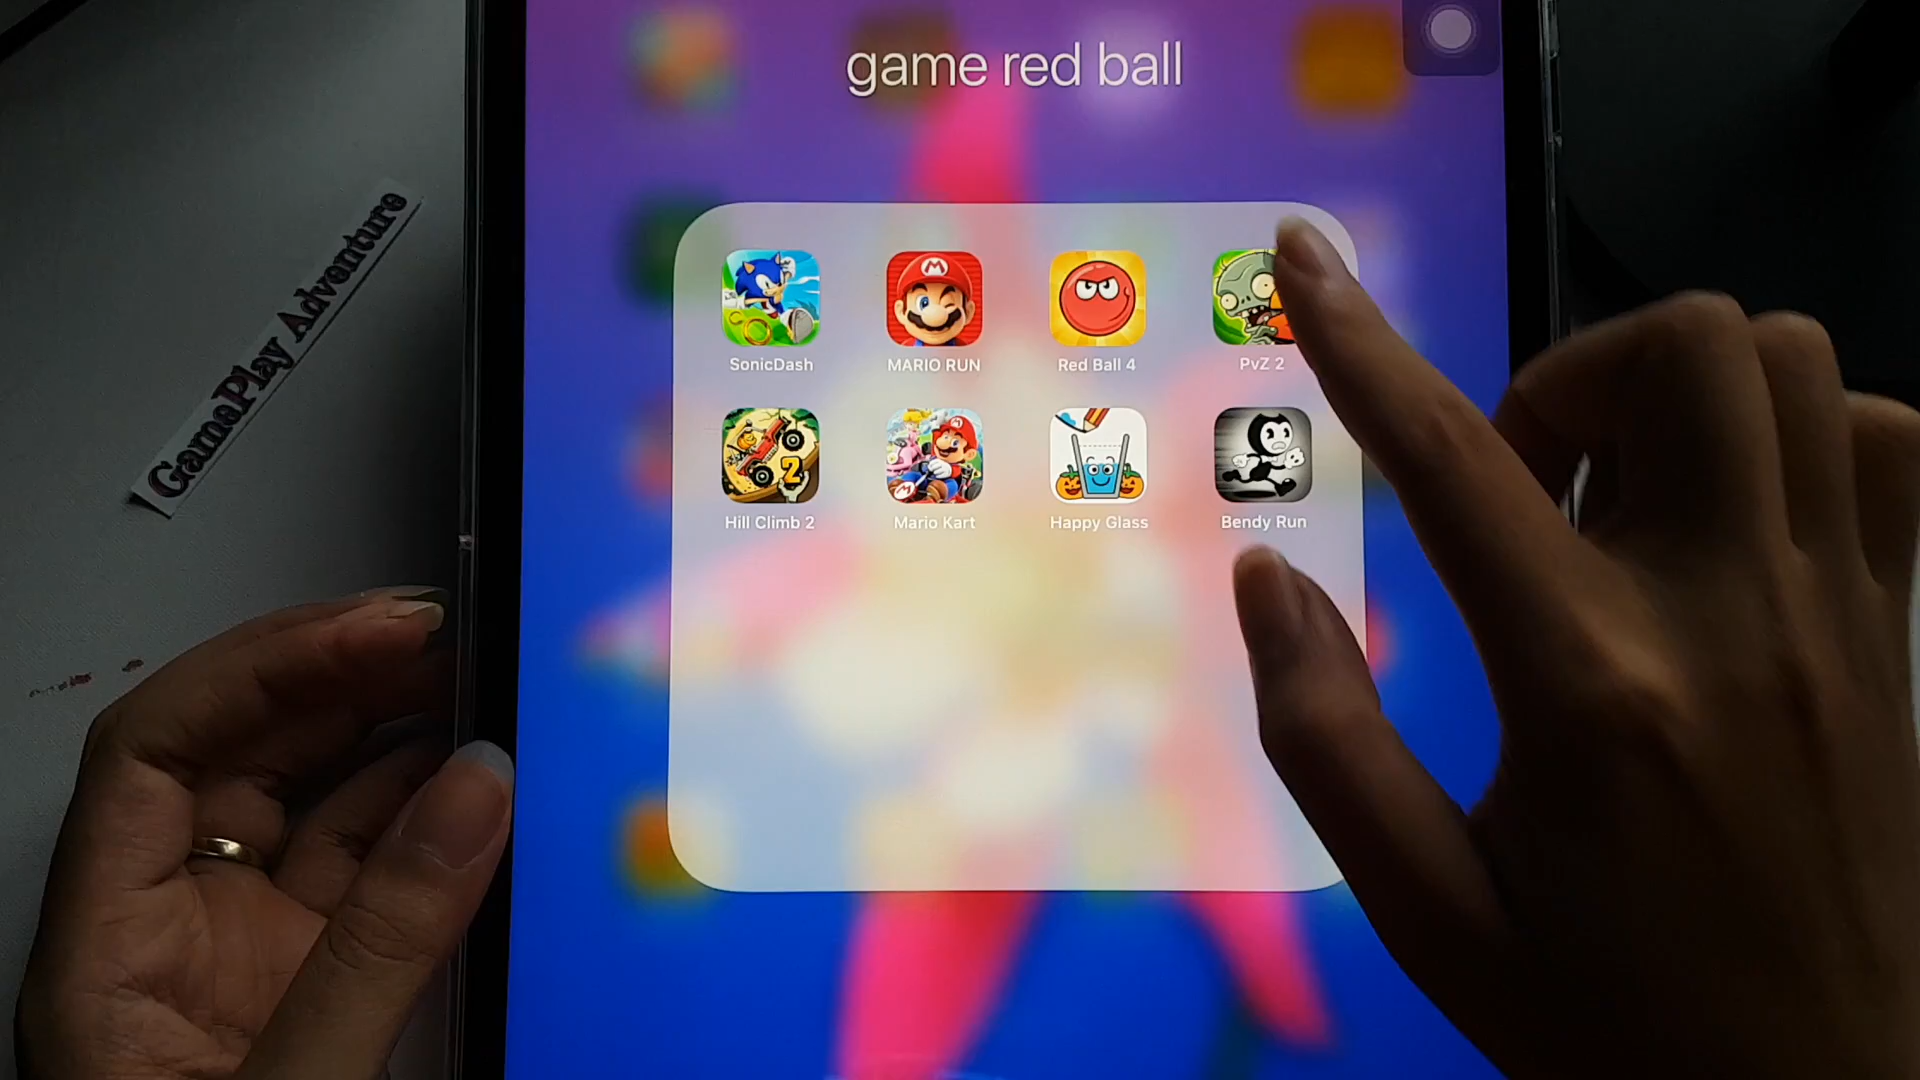 game red ball
GamePlay Adventure
SonicDash
MARIO RUN
Red Ball 4
PvZ 2
Hill Climb 2
Mario Kart
Happy Glass
Bendy Run
M
2